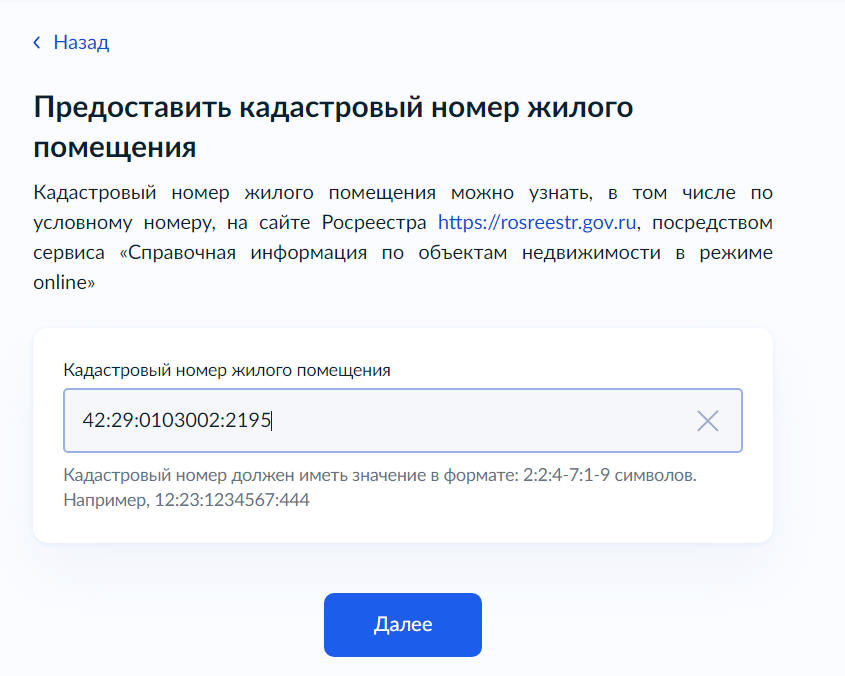 Назад
Предоставить кадастровый номер жилого
помещения
Кадастровый номер жилого помещения можно узнать, в том числе по
условному номеру, на сайте Росреестра https://rosreestr.gov.ru, посредством
сервиса «Справочная информация по объектам недвижимости в режиме
online»
Кадастровый номер жилого помещения
42:29:0103002:2195
Кадастровый номер должен иметь значение в формате: 2:2:4-7:1-9 символов.
Например, 12:23:1234567:444
Далее